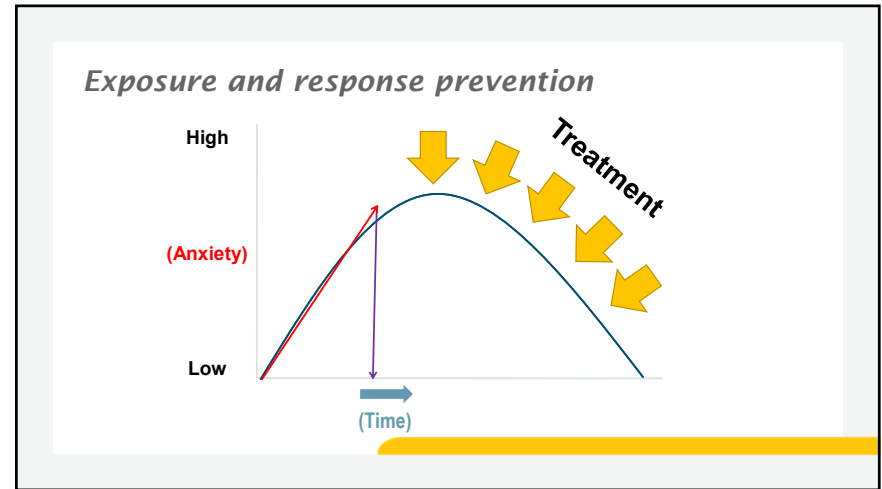 Exposure and response prevention
High
Treatment
(Anxiety)
Low
(Time)